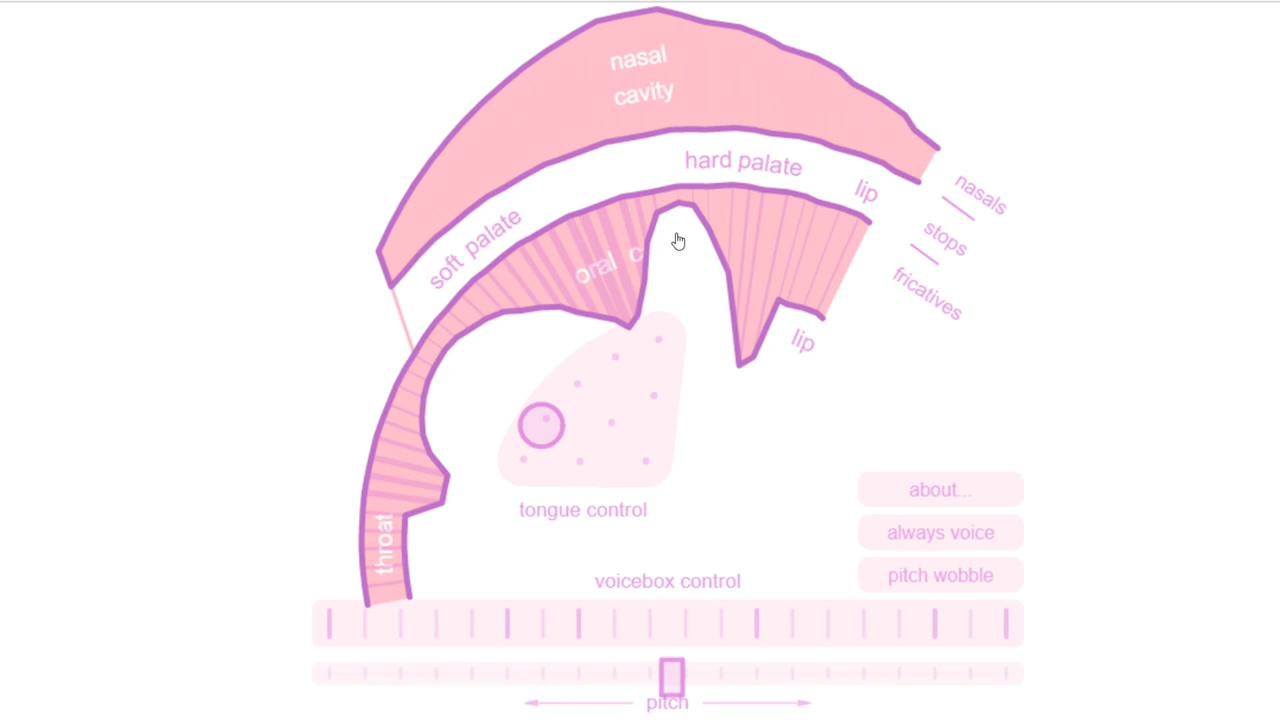 nasal
cavity
hard palate
lip
nasals
stops
fricatives
soft palate
oral c
lip
throat
tongue control
about...
always voice
pitch wobble
voicebox control
pitch